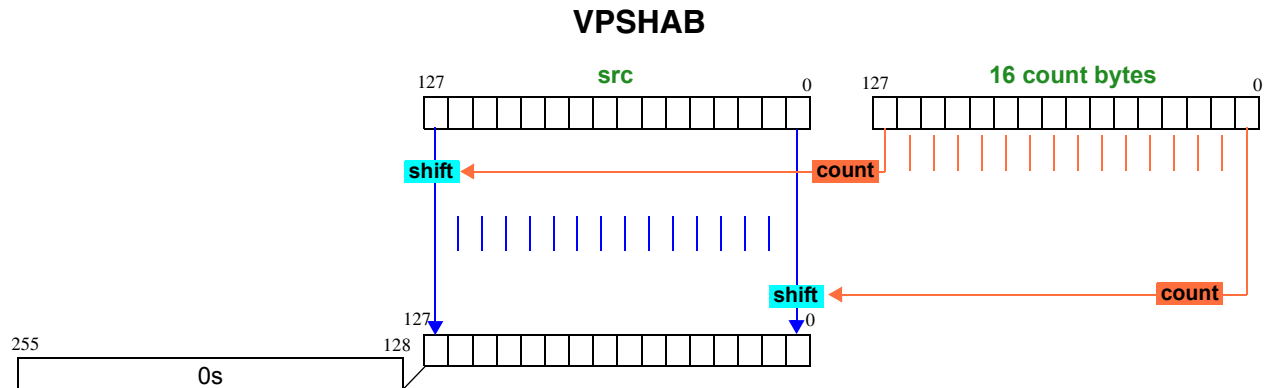 VPSHAB
src
16 count bytes
127
0
127
0
shift
count
shift
count
127
0
255
128
0s